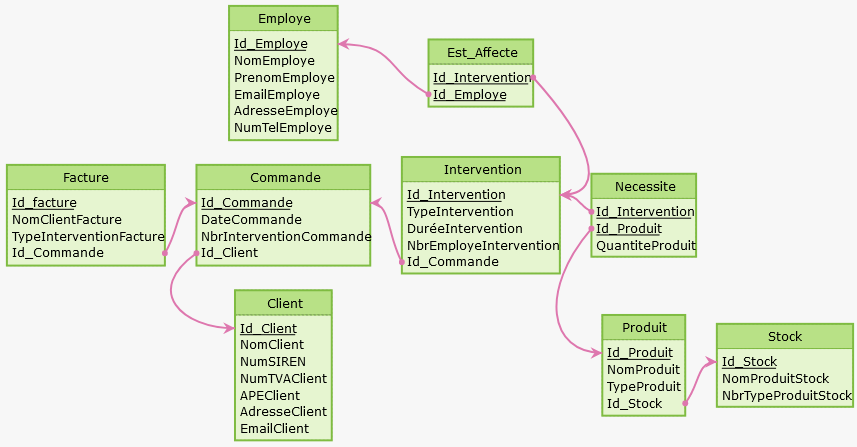 Employe
Id_Employe
NomEmploye
PrenomEmploye
EmailEmploye
AdresseEmploye
NumTelEmploye
Est_Affecte
Id_Intervention
Id_Employe
Facture
Id_facture
NomClientFacture
TypeInterventionFacture
Id_Commande
Commande
Id_Commande
DateCommande
NbrInterventionCommande
Id_Client
Intervention
Id_Intervention
TypeIntervention
DuréeIntervention
NbrEmployeIntervention
Id_Commande
Necessite
Id_Intervention
Id_Produit
QuantiteProduit
Client
Id_Client
NomClient
NumSIREN
NumTVAClient
APEClient
AdresseClient
EmailClient
Produit
Id_Produit
NomProduit
TypeProduit
Id_Stock
Stock
Id_Stock
NomProduitStock
NbrTypeProduitStock